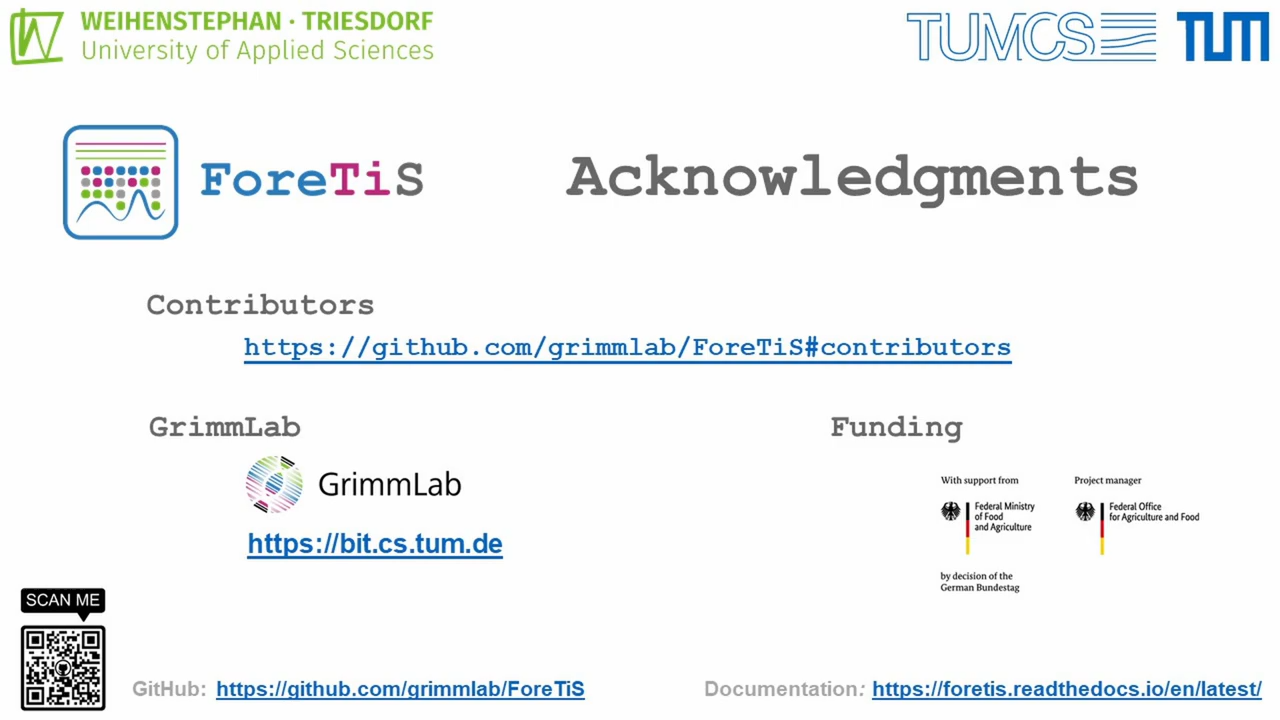 WEIHENSTEPHAN · TRIESDORF
University of Applied Sciences
TUMCS
TUM
ForeTiS
Acknowledgments
Contributors
https://github.com/grimmlab/ForeTiS#contributors
GrimmLab
GrimmLab
https://bit.cs.tum.de
Funding
With support from
Federal Ministry
of Food
and Agriculture
by decision of the
German Bundestag
Project manager
Federal Office
for Agriculture and Food
SCAN ME
GitHub: https://github.com/grimmlab/ForeTiS
Documentation: https://foretis.readthedocs.io/en/latest/